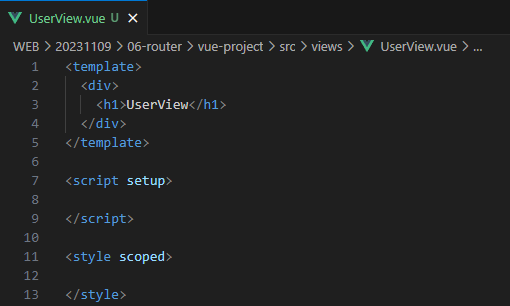 UserView.vue U ×
WEB > 20231109 > 06-router > vue-project > src > views > UserView.vue > ...
1 <template>
2 <div>
3 <h1>UserView</h1>
4 </div>
5 </template>
6
7 <script setup>
8
9 </script>
10
11 <style scoped>
12
13 </style>